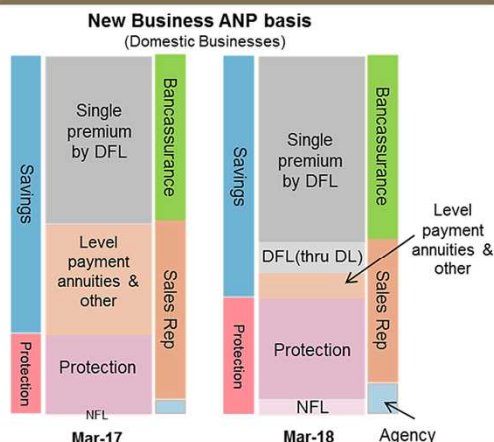 New Business ANP basis
(Domestic Businesses)
Savings
Protection
Single
premium
by DFL
Level
payment
annuities &
other
Protection
NFL
Bancassurance
Sales Rep
Mar-17
Savings
Protection
Single
premium
by DFL
DFL(thru DL)
Protection
NFL
Bancassurance
Sales Rep
Level
payment
annuities &
other
Mar-18
Agency